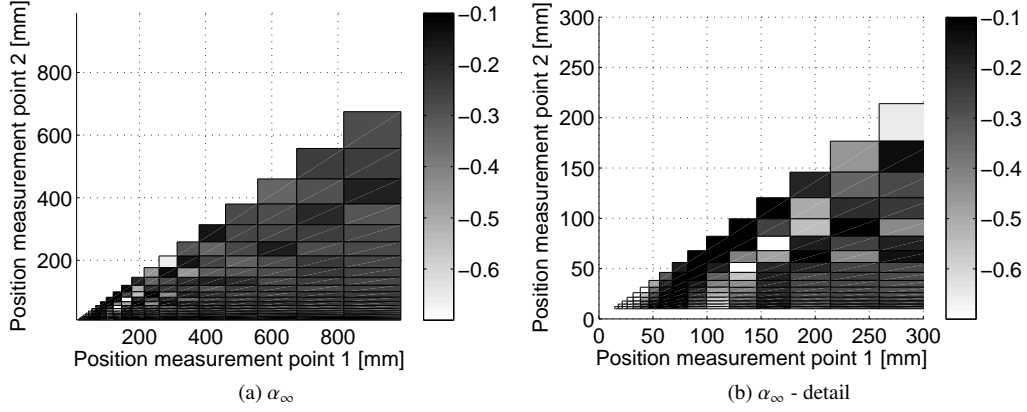 Position measurement point 2 [mm]
800
600
400
200
200 400 600 800
Position measurement point 1 [mm]
−0.1
−0.2
−0.3
−0.4
−0.5
−0.6
(a) α∞
Position measurement point 2 [mm]
300
250
200
150
100
50
0
0 50 100 150 200 250 300
Position measurement point 1 [mm]
−0.1
−0.2
−0.3
−0.4
−0.5
−0.6
(b) α∞ - detail